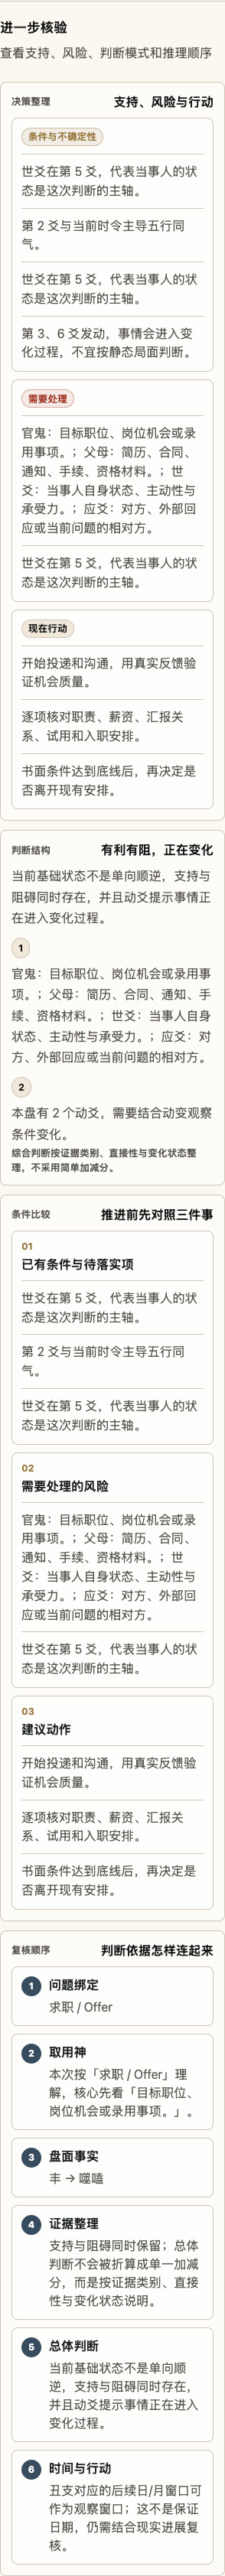 进一步核验
查看支持、风险、判断模式和推理顺序
决策整理
支持、风险与行动
条件与不确定性
世爻在第 5 爻，代表当事人的状
态是这次判断的主轴。
第 2 爻与当前时令主导五行同
气。
世爻在第 5 爻，代表当事人的状
态是这次判断的主轴。
第 3、6 爻发动，事情会进入变
化过程，不宜按静态局面判断。
需要处理
官鬼：目标职位、岗位机会或录
用事项。；父母：简历、合同、
通知、手续、资格材料。；世
爻：当事人自身状态、主动性与
承受力。；应爻：对方、外部回
应或当前问题的相对方。
世爻在第 5 爻，代表当事人的状
态是这次判断的主轴。
现在行动
开始投递和沟通，用真实反馈验
证机会质量。
逐项核对职责、薪资、汇报关
系、试用和入职安排。
书面条件达到底线后，再决定是
否离开现有安排。
判断结构
有利有阻，正在变化
当前基础状态不是单向顺逆，支持与
阻碍同时存在，并且动爻提示事情正
在进入变化过程。
1
官鬼：目标职位、岗位机会或录用事
项。；父母：简历、合同、通知、手
续、资格材料。；世爻：当事人自身
状态、主动性与承受力。；应爻：对
方、外部回应或当前问题的相对方。
2
本盘有 2 个动爻，需要结合动变观察
条件变化。
综合判断按证据类别、直接性与变化状态整
理，不采用简单加减分。
条件比较
推进前先对照三件事
01
已有条件与待落实项
世爻在第 5 爻，代表当事人的状
态是这次判断的主轴。
第 2 爻与当前时令主导五行同
气。
世爻在第 5 爻，代表当事人的状
态是这次判断的主轴。
02
需要处理的风险
官鬼：目标职位、岗位机会或录
用事项。；父母：简历、合同、
通知、手续、资格材料。；世
爻：当事人自身状态、主动性与
承受力。；应爻：对方、外部回
应或当前问题的相对方。
世爻在第 5 爻，代表当事人的状
态是这次判断的主轴。
03
建议动作
开始投递和沟通，用真实反馈验
证机会质量。
逐项核对职责、薪资、汇报关
系、试用和入职安排。
书面条件达到底线后，再决定是
否离开现有安排。
复核顺序
判断依据怎样连起来
1
问题绑定
求职 / Offer
2
取用神
本次按「求职 / Offer」理
解，核心先看「目标职位、
岗位机会或录用事项。」。
3
盘面事实
丰 → 噬嗑
4
证据整理
支持与阻碍同时保留；总体
判断不会被折算成单一加减
分，而是按证据类别、直接
性与变化状态说明。
5
总体判断
当前基础状态不是单向顺
逆，支持与阻碍同时存在，
并且动爻提示事情正在进入
变化过程。
6
时间与行动
丑支对应的后续日/月窗口可
作为观察窗口；这不是保证
日期，仍需结合现实进展复
核。